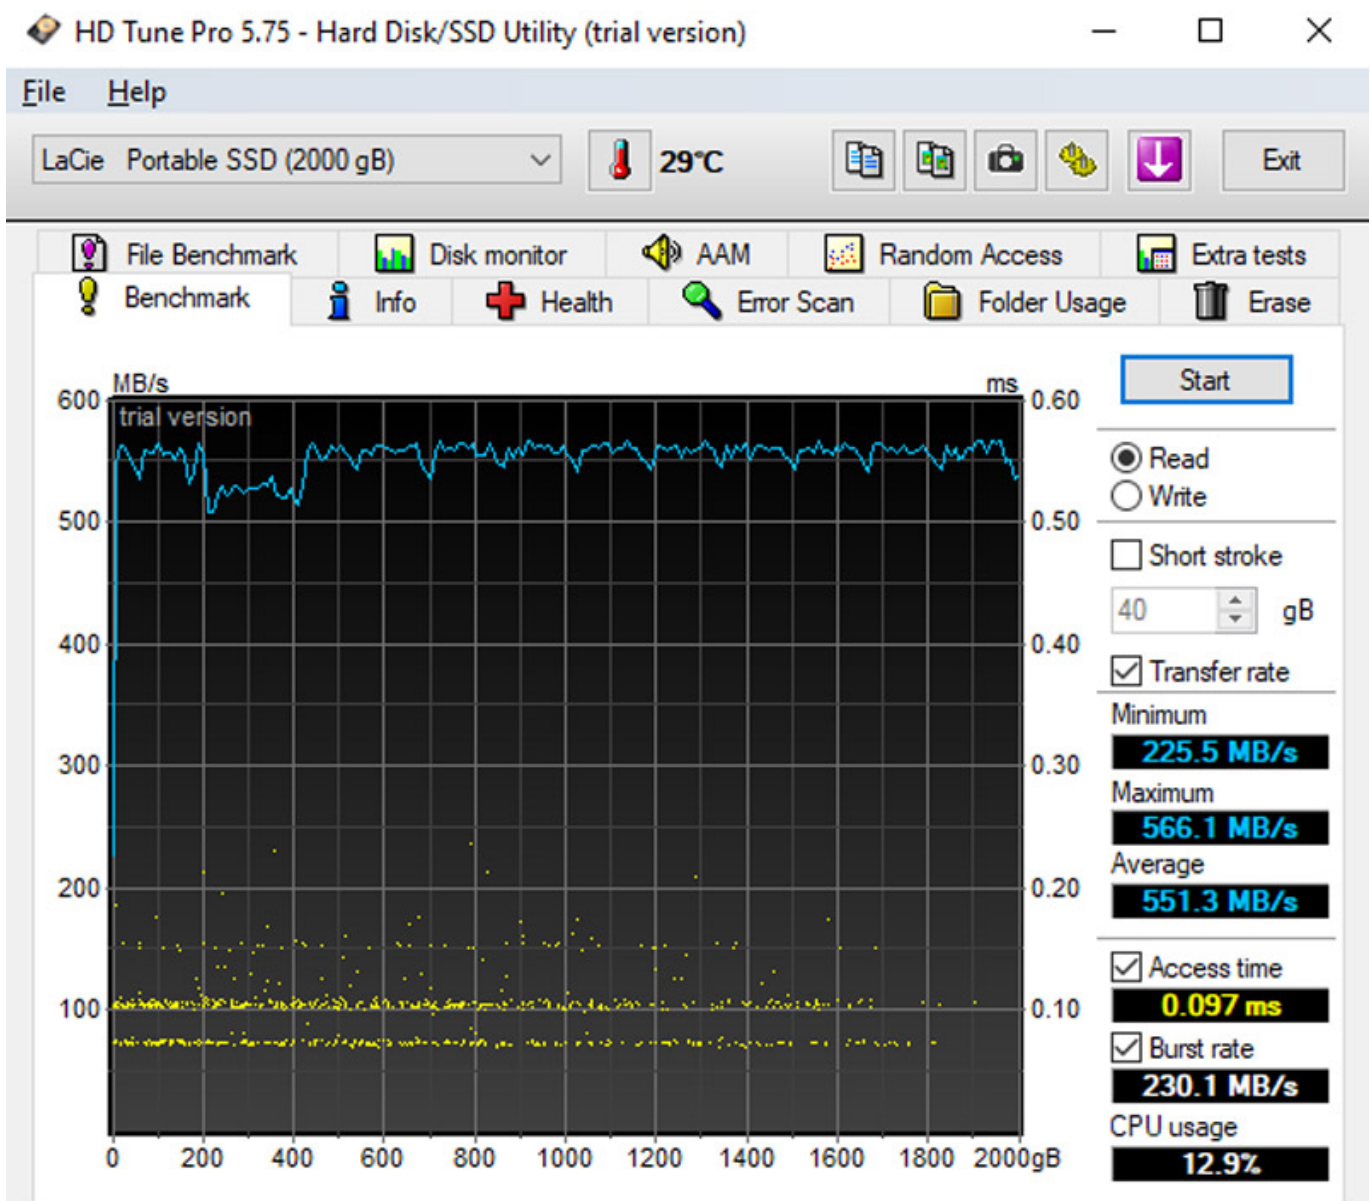 HD Tune Pro 5.75 - Hard Disk/SSD Utility (trial version)
File Help
LaCie Portable SSD (2000 gB) 29°C Exit
File Benchmark Disk monitor AAM Random Access Extra tests
Benchmark Info Health Error Scan Folder Usage Erase
MB/s ms
trial version
600 0.60
500 0.50
400 0.40
300 0.30
200 0.20
100 0.10
0 200 400 600 800 1000 1200 1400 1600 1800 2000gB
Start
Read
Write
Short stroke
40 gB
Transfer rate
Minimum
225.5 MB/s
Maximum
566.1 MB/s
Average
551.3 MB/s
Access time
0.097 ms
Burst rate
230.1 MB/s
CPU usage
12.9%